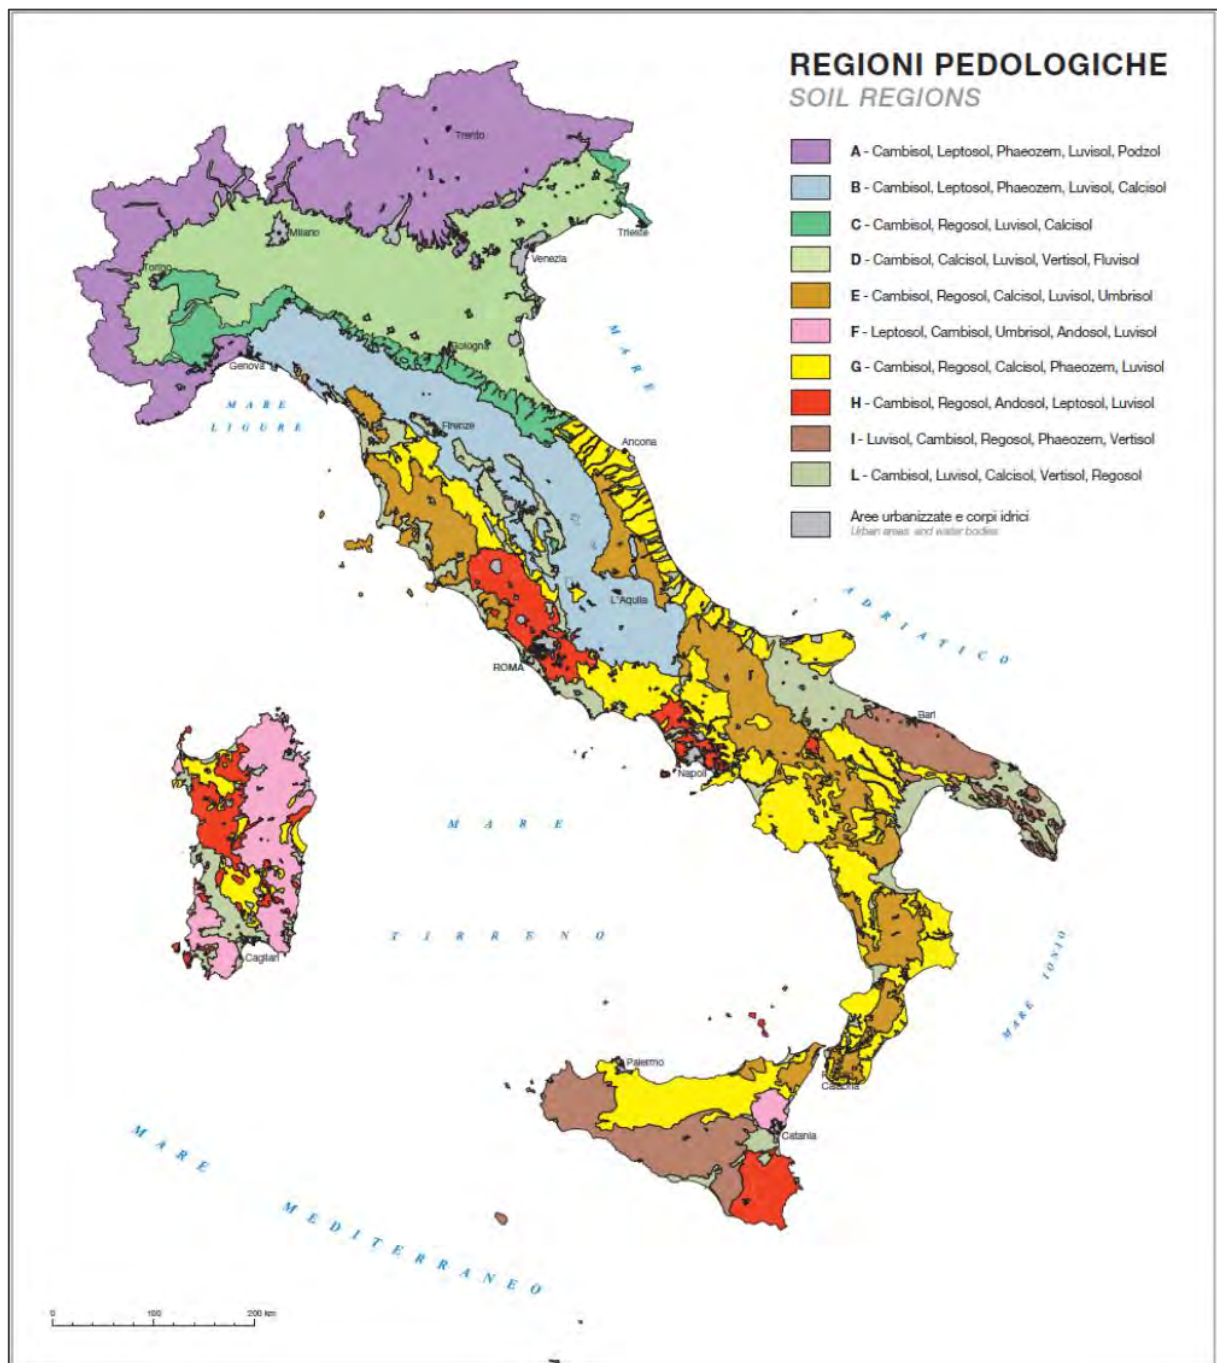 REGIONI PEDOLOGICHE
SOIL REGIONS
A - Cambisol, Leptosol, Phaeozem, Luvisol, Podzol
B - Cambisol, Leptosol, Phaeozem, Luvisol, Calcisol
C - Cambisol, Regosol, Luvisol, Calcisol
D - Cambisol, Calcisol, Luvisol, Vertisol, Fluvisol
E - Cambisol, Regosol, Calcisol, Luvisol, Umbrisol
F - Leptosol, Cambisol, Umbrisol, Andosol, Luvisol
G - Cambisol, Regosol, Calcisol, Phaeozem, Luvisol
H - Cambisol, Regosol, Andosol, Leptosol, Luvisol
I - Luvisol, Cambisol, Regosol, Phaeozem, Vertisol
L - Cambisol, Luvisol, Calcisol, Vertisol, Regosol
Aree urbanizzate e corpi idrici
Urban areas and water bodies
Trento
Milano
Trieste
Venezia
Torino
Bologna
Genova
MARE
LIGURE
MARE
Firenze
Ancona
L'Aquila
ADRIATICO
ROMA
Bari
Napoli
MARE
TIRRENO
Cagliari
MARE IONIO
Palermo
Catania
MARE
MEDITERRANEO
0 100 200 km